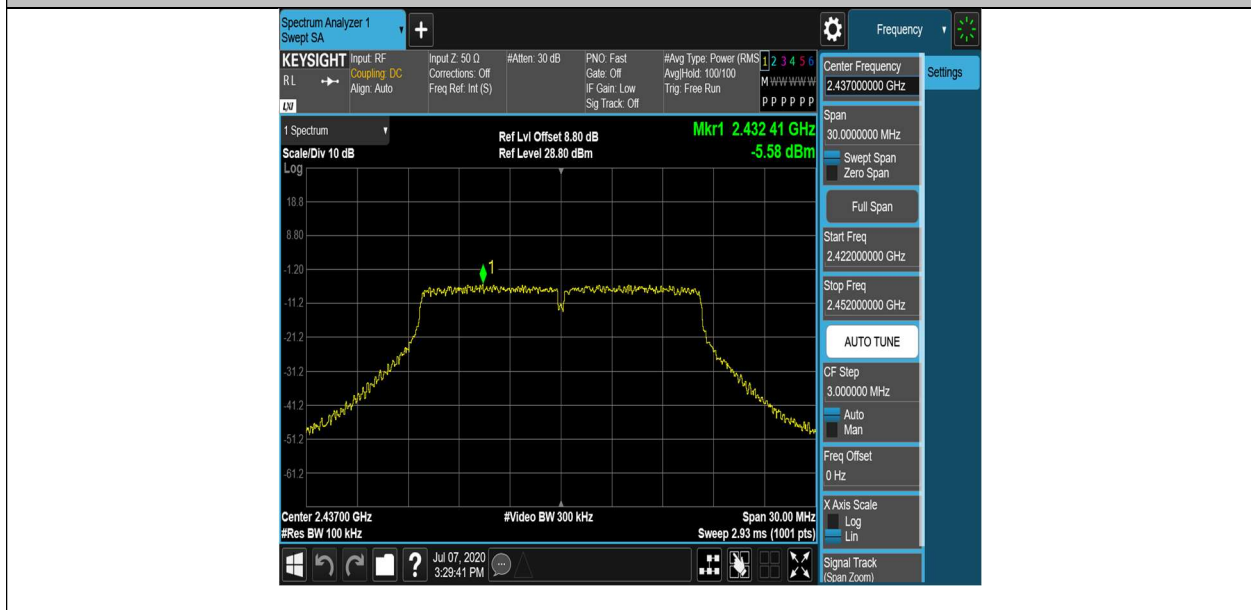 Spectrum Analyzer 1
Swept SA
+
Frequency
KEYSIGHT
RL
LXI
Input: RF
Coupling: DC
Align: Auto
Input Z: 50 Ω
Corrections: Off
Freq Ref: Int (S)
#Atten: 30 dB
PNO: Fast
Gate: Off
IF Gain: Low
Sig Track: Off
#Avg Type: Power (RMS
Avg|Hold: 100/100
Trig: Free Run
1 2 3 4 5 6
M W W W W W
P P P P P P
1 Spectrum
Scale/Div 10 dB
Log
Ref Lvl Offset 8.80 dB
Ref Level 28.80 dBm
Mkr1 2.432 41 GHz
-5.58 dBm
18.8
8.80
-1.20
-11.2
-21.2
-31.2
-41.2
-51.2
-61.2
1
Center 2.43700 GHz
#Res BW 100 kHz
#Video BW 300 kHz
Span 30.00 MHz
Sweep 2.93 ms (1001 pts)
?
Jul 07, 2020
3:29:41 PM
Center Frequency
2.437000000 GHz
Settings
Span
30.0000000 MHz
Swept Span
Zero Span
Full Span
Start Freq
2.422000000 GHz
Stop Freq
2.452000000 GHz
AUTO TUNE
CF Step
3.000000 MHz
Auto
Man
Freq Offset
0 Hz
X Axis Scale
Log
Lin
Signal Track
(Span Zoom)